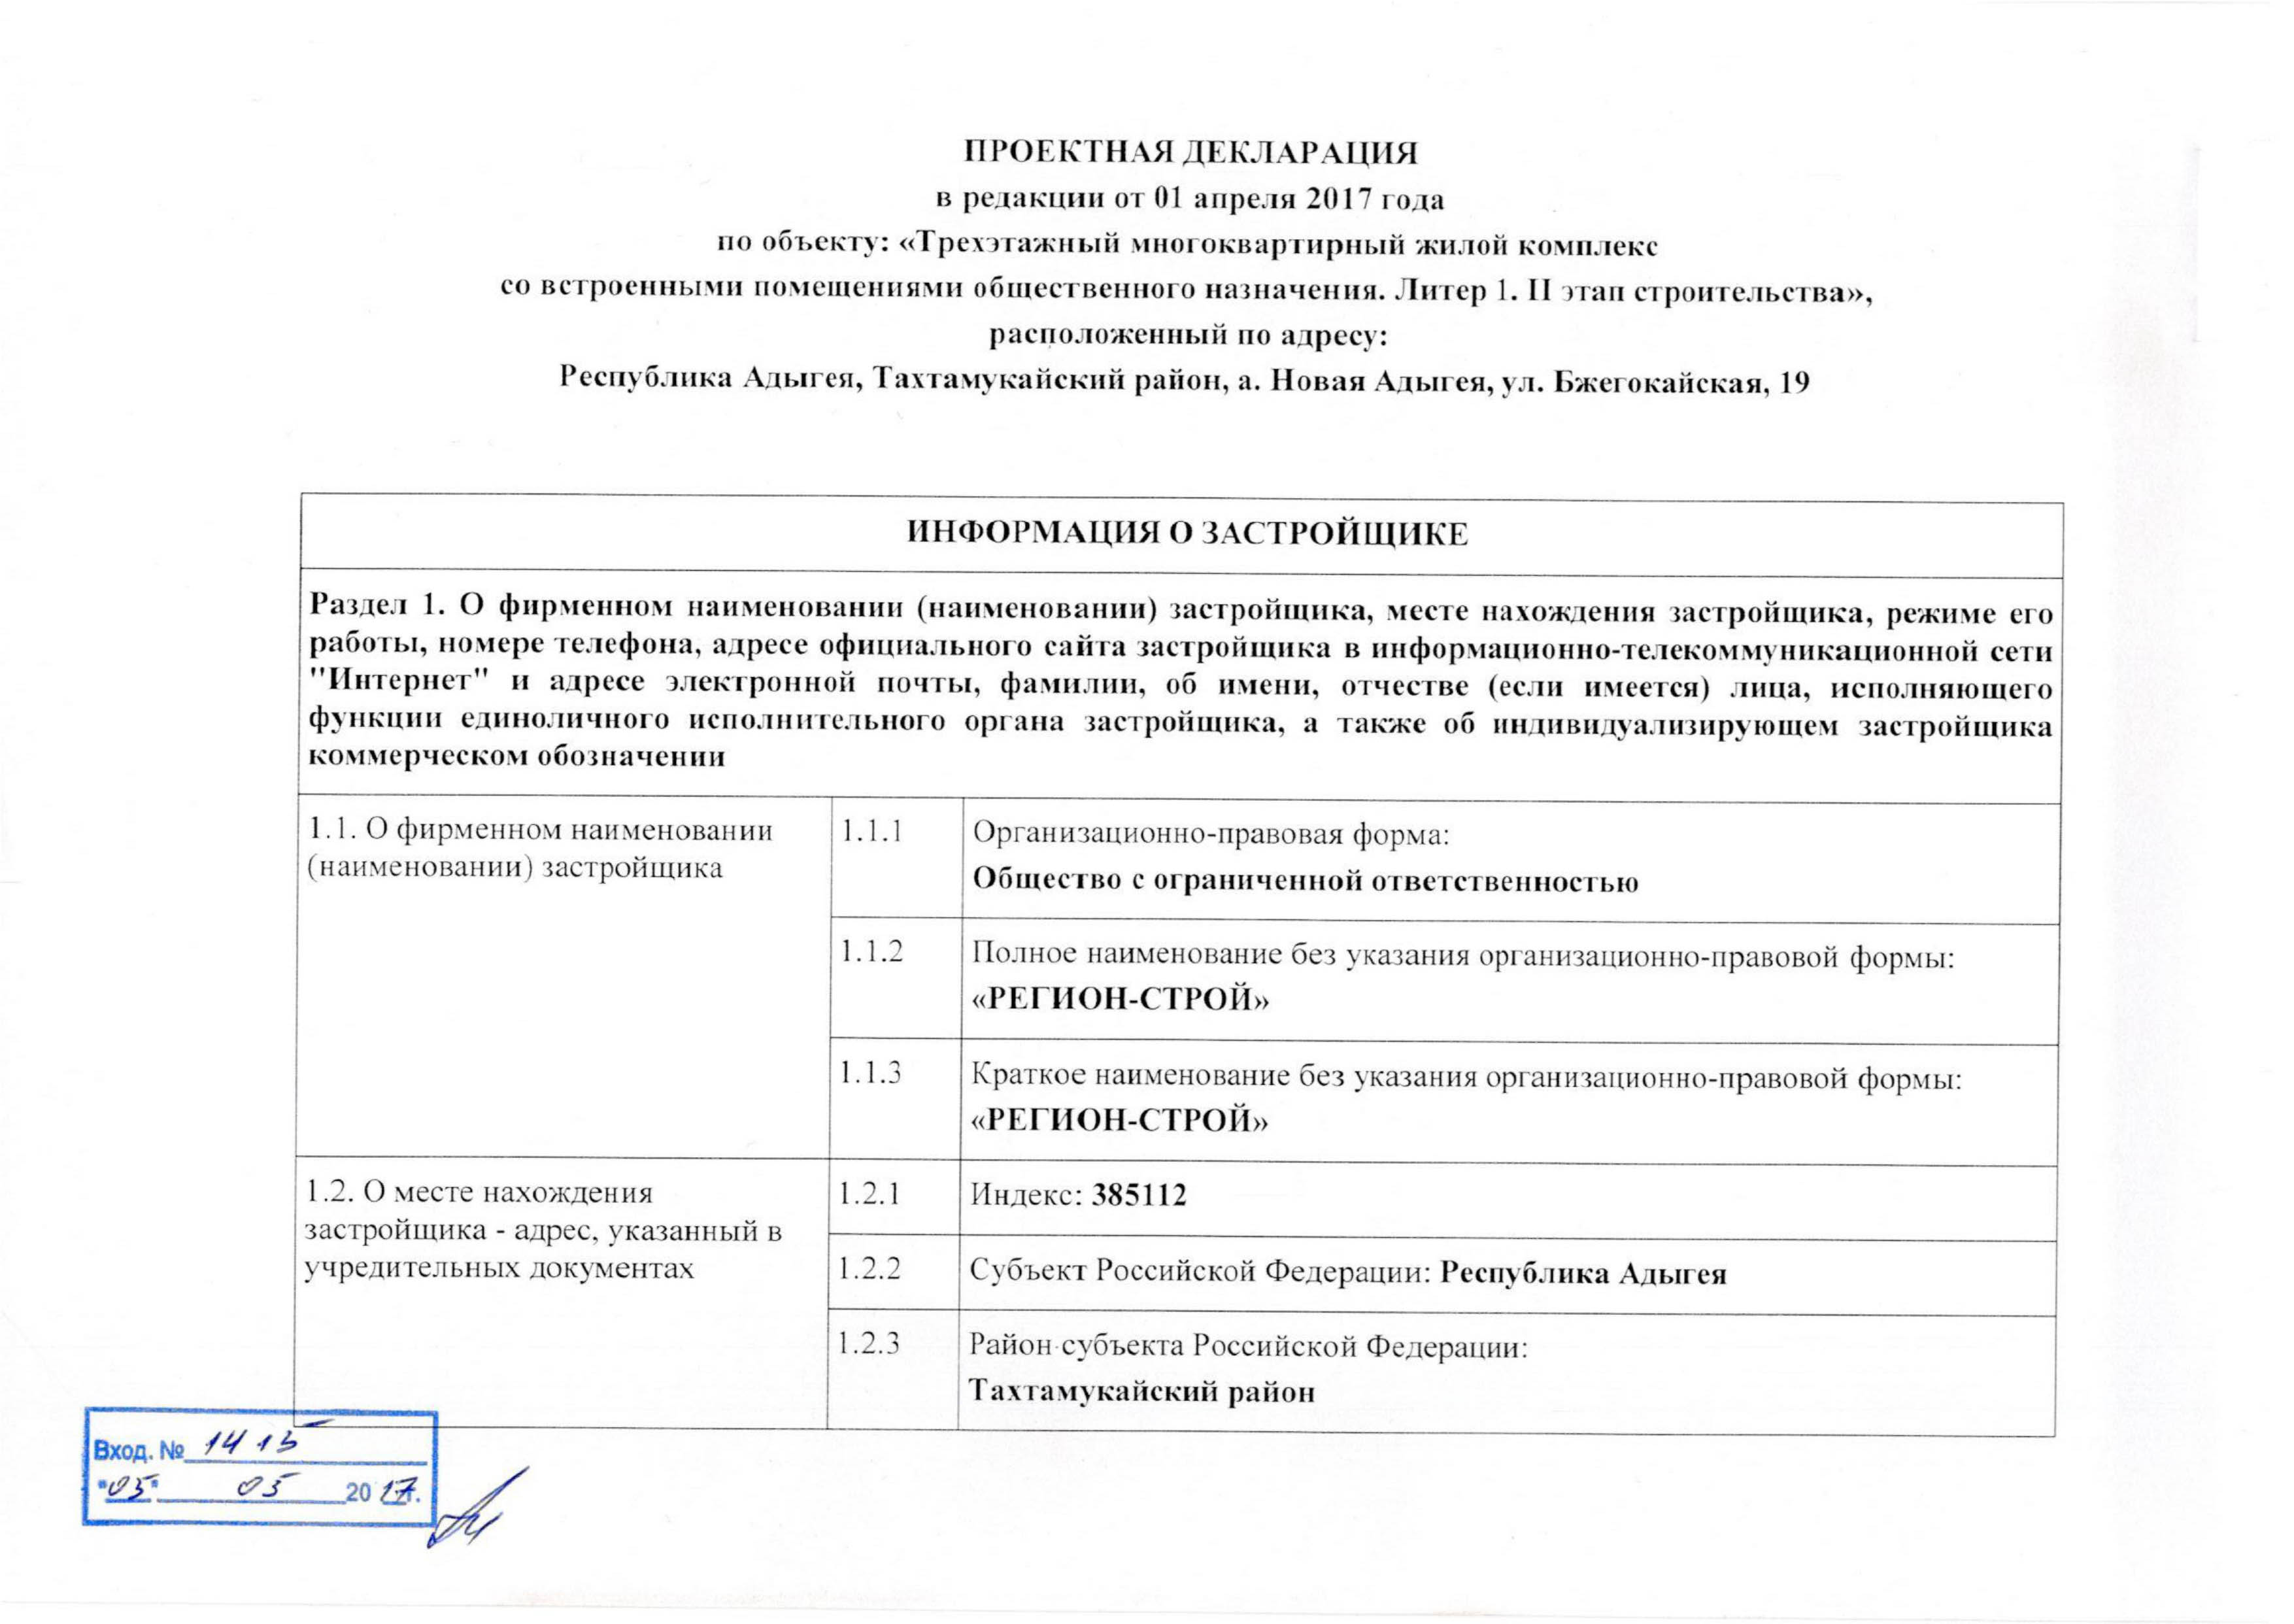 ПРОЕКТНАЯ ДЕКЛАРАЦИЯ
в редакции от 01 апреля 2017 года
по объекту: «Трехэтажный многоквартирный жилой комплекс
со встроенными помещениями общественного назначения. Литер 1. II этап строительства»,
расположенный по адресу:
Республика Адыгея, Тахтамукайский район, а. Новая Адыгея, ул. Бжегокайская, 19
ИНФОРМАЦИЯ О ЗАСТРОЙЩИКЕ
Раздел 1. О фирменном наименовании (наименовании) застройщика, месте нахождения застройщика, режиме его
работы, номере телефона, адресе официального сайта застройщика в информационно-телекоммуникационной сети
"Интернет" и адресе электронной почты, фамилии, об имени, отчестве (если имеется) лица, исполняющего
функции единоличного исполнительного органа застройщика, а также об индивидуализирующем застройщика
коммерческом обозначении
1.1. О фирменном наименовании
(наименовании) застройщика
1.1.1
Организационно-правовая форма:
Общество с ограниченной ответственностью
1.1.2
Полное наименование без указания организационно-правовой формы:
«РЕГИОН-СТРОЙ»
1.1.3
Краткое наименование без указания организационно-правовой формы:
«РЕГИОН-СТРОЙ»
1.2. О месте нахождения
застройщика - адрес, указанный в
учредительных документах
1.2.1
Индекс: 385112
1.2.2
Субъект Российской Федерации: Республика Адыгея
1.2.3
Район субъекта Российской Федерации:
Тахтамукайский район
Вход. №
"05" 05 2017г.